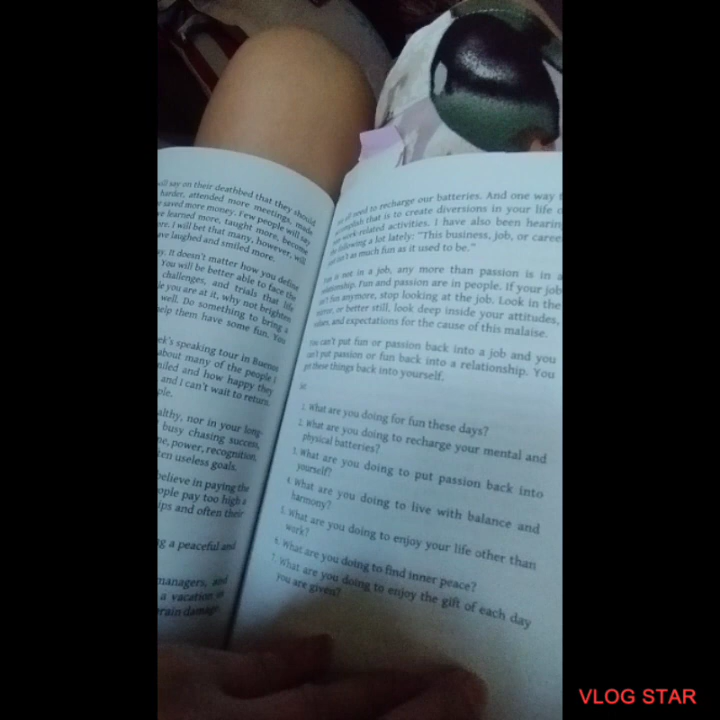 say on their deathbed that they should
harder, attended more meetings, made
saved more money. Few people will say
learned more, taught more, become
I will bet that many, however, will
laughed and smiled more.
It doesn't matter how you define
You will be better able to face the
challenges, and trials that life
you are at it, why not brighten
well. Do something to bring a
help them have some fun. You
speaking tour in Buenos
about many of the people I
and how happy they
and I can't wait to return.
nor in your long-
busy chasing success,
power, recognition,
useless goals.
believe in paying the
people pay too high a
and often their
a peaceful and
managers, and
a vacation or
brain damage.
need to recharge our batteries. And one way
that is to create diversions in your life
activities. I have also been hearing
following a lot lately: "This business, job, or
isn't as much fun as it used to be."
is not in a job, any more than passion is in a
Fun and passion are in people. If your job
isn't fun anymore, stop looking at the job. Look in the
or better still, look deep inside your attitudes,
and expectations for the cause of this malaise.
You can't put fun or passion back into a job and you
can't put passion or fun back into a relationship. You
these things back into yourself.
1. What are you doing for fun these days?
2. What are you doing to recharge your mental and
physical batteries?
3. What are you doing to put passion back into
yourself?
4. What are you doing to live with balance and
harmony?
5. What are you doing to enjoy your life other than
work?
6. What are you doing to find inner peace?
7. What are you doing to enjoy the gift of each day
you are given?
VLOG STAR